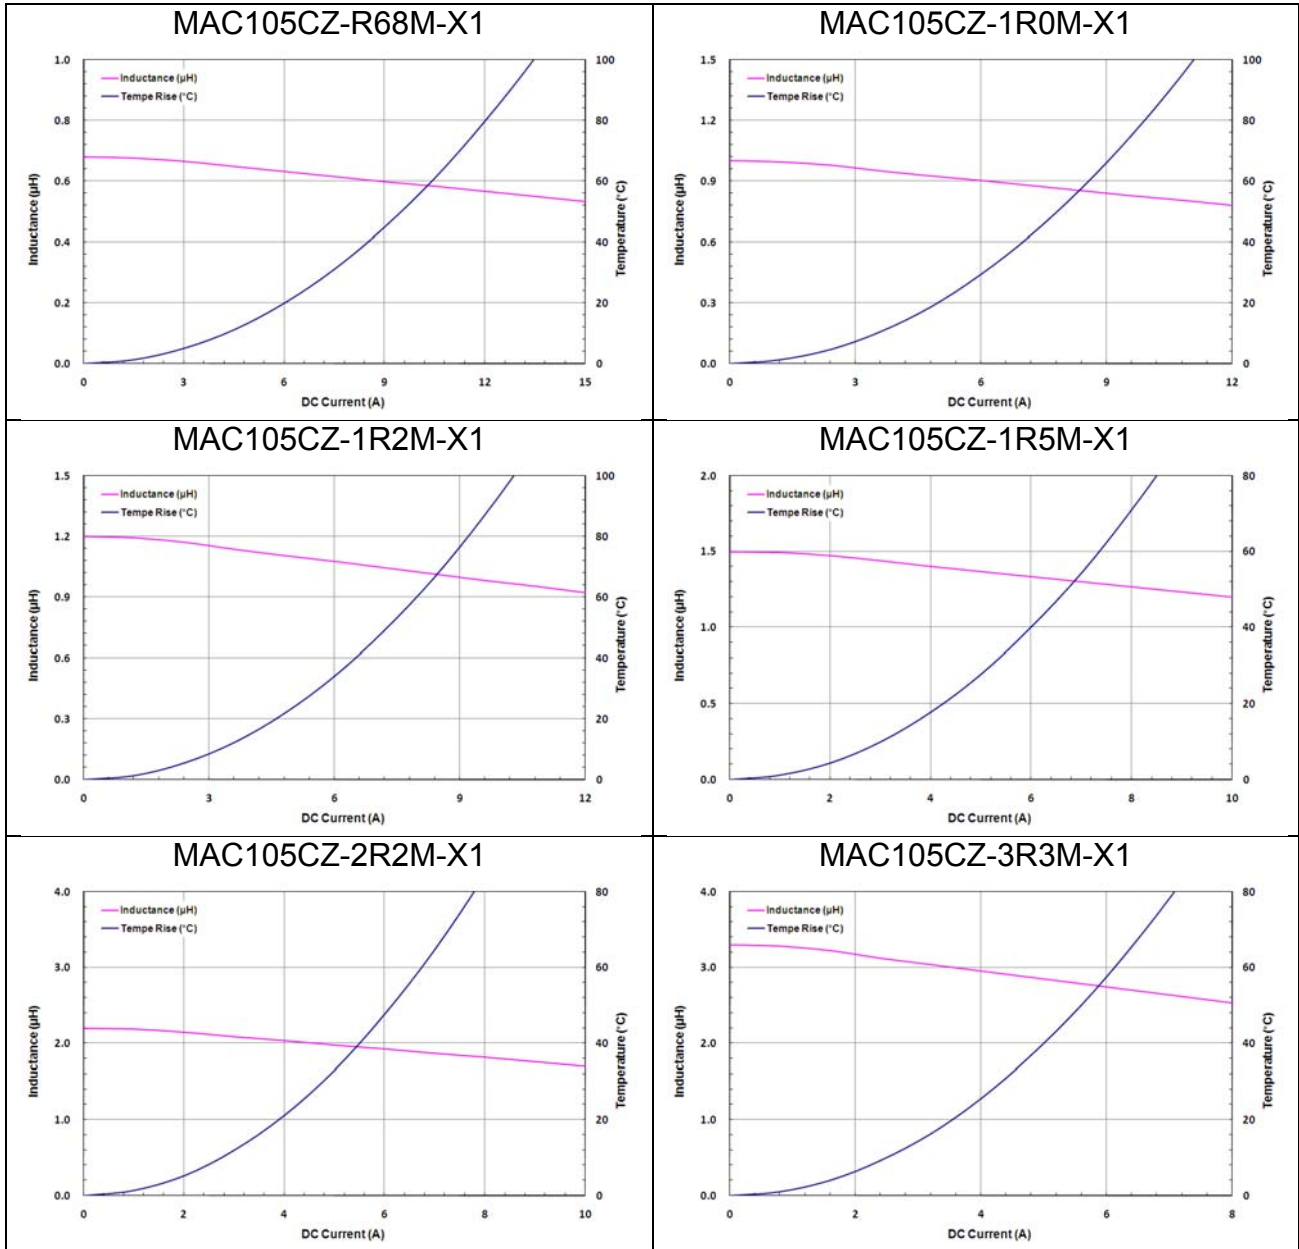 MAC105CZ-R68M-X1
1.0
0.8
0.6
0.4
0.2
0.0
Inductance (μH)
Inductance (μH)
Tempe Rise (°C)
100
80
60
40
20
0
Temperature (°C)
0 3 6 9 12 15
DC Current (A)
MAC105CZ-1R0M-X1
1.5
1.2
0.9
0.6
0.3
0.0
Inductance (μH)
Inductance (μH)
Tempe Rise (°C)
100
80
60
40
20
0
Temperature (°C)
0 3 6 9 12
DC Current (A)
MAC105CZ-1R2M-X1
1.5
1.2
0.9
0.6
0.3
0.0
Inductance (μH)
Inductance (μH)
Tempe Rise (°C)
100
80
60
40
20
0
Temperature (°C)
0 3 6 9 12
DC Current (A)
MAC105CZ-1R5M-X1
2.0
1.5
1.0
0.5
0.0
Inductance (μH)
Inductance (μH)
Tempe Rise (°C)
80
60
40
20
0
Temperature (°C)
0 2 4 6 8 10
DC Current (A)
MAC105CZ-2R2M-X1
4.0
3.0
2.0
1.0
0.0
Inductance (μH)
Inductance (μH)
Tempe Rise (°C)
80
60
40
20
0
Temperature (°C)
0 2 4 6 8 10
DC Current (A)
MAC105CZ-3R3M-X1
4.0
3.0
2.0
1.0
0.0
Inductance (μH)
Inductance (μH)
Tempe Rise (°C)
80
60
40
20
0
Temperature (°C)
0 2 4 6 8
DC Current (A)